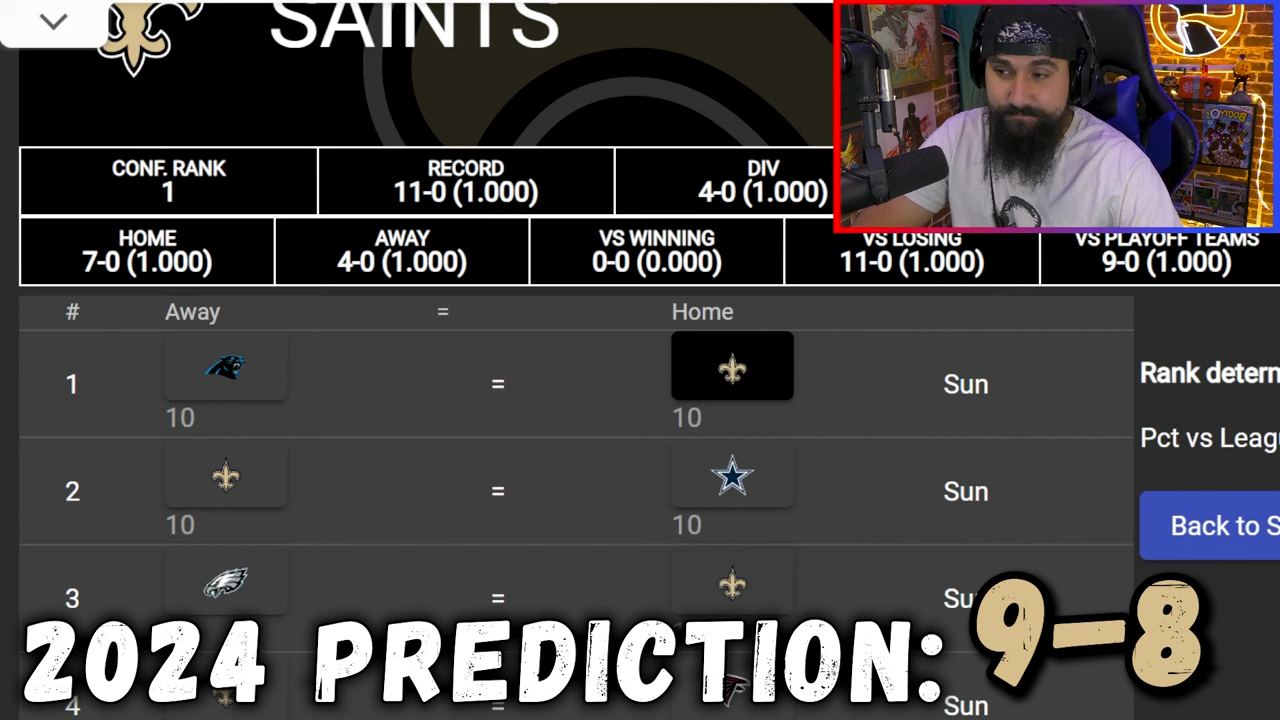 SAINTS
CONF. RANK
1
RECORD
11-0 (1.000)
DIV
4-0 (1.000)
HOME
7-0 (1.000)
AWAY
4-0 (1.000)
VS WINNING
0-0 (0.000)
VS LOSING
11-0 (1.000)
VS PLAYOFF TEAMS
9-0 (1.000)
# Away = Home
1 = Sun
10 10
2 = Sun
10 10
3 = Su
4 = Sun
Rank determ
Pct vs Leagu
Back to S
2024 PREDICTION: 9-8